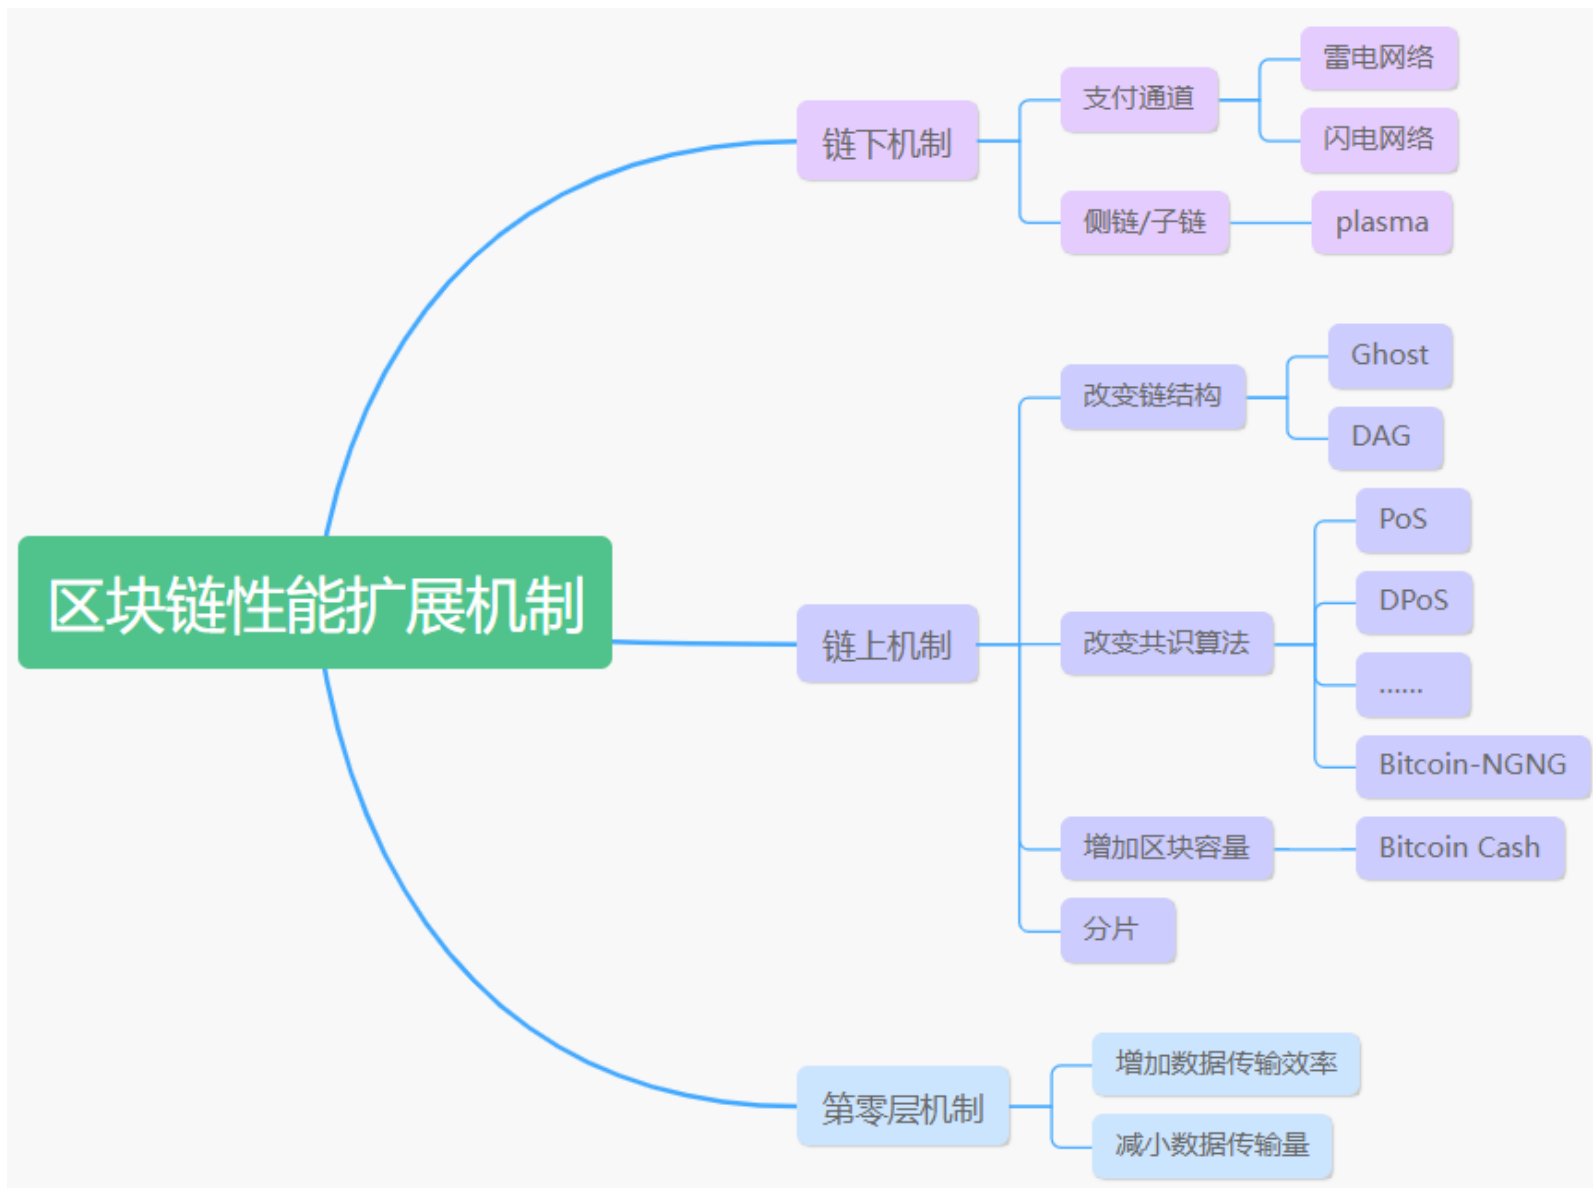 区块链性能扩展机制
链下机制
支付通道
雷电网络
闪电网络
侧链/子链
plasma
链上机制
改变链结构
Ghost
DAG
改变共识算法
PoS
DPoS
......
Bitcoin-NGNG
增加区块容量
Bitcoin Cash
分片
第零层机制
增加数据传输效率
减小数据传输量